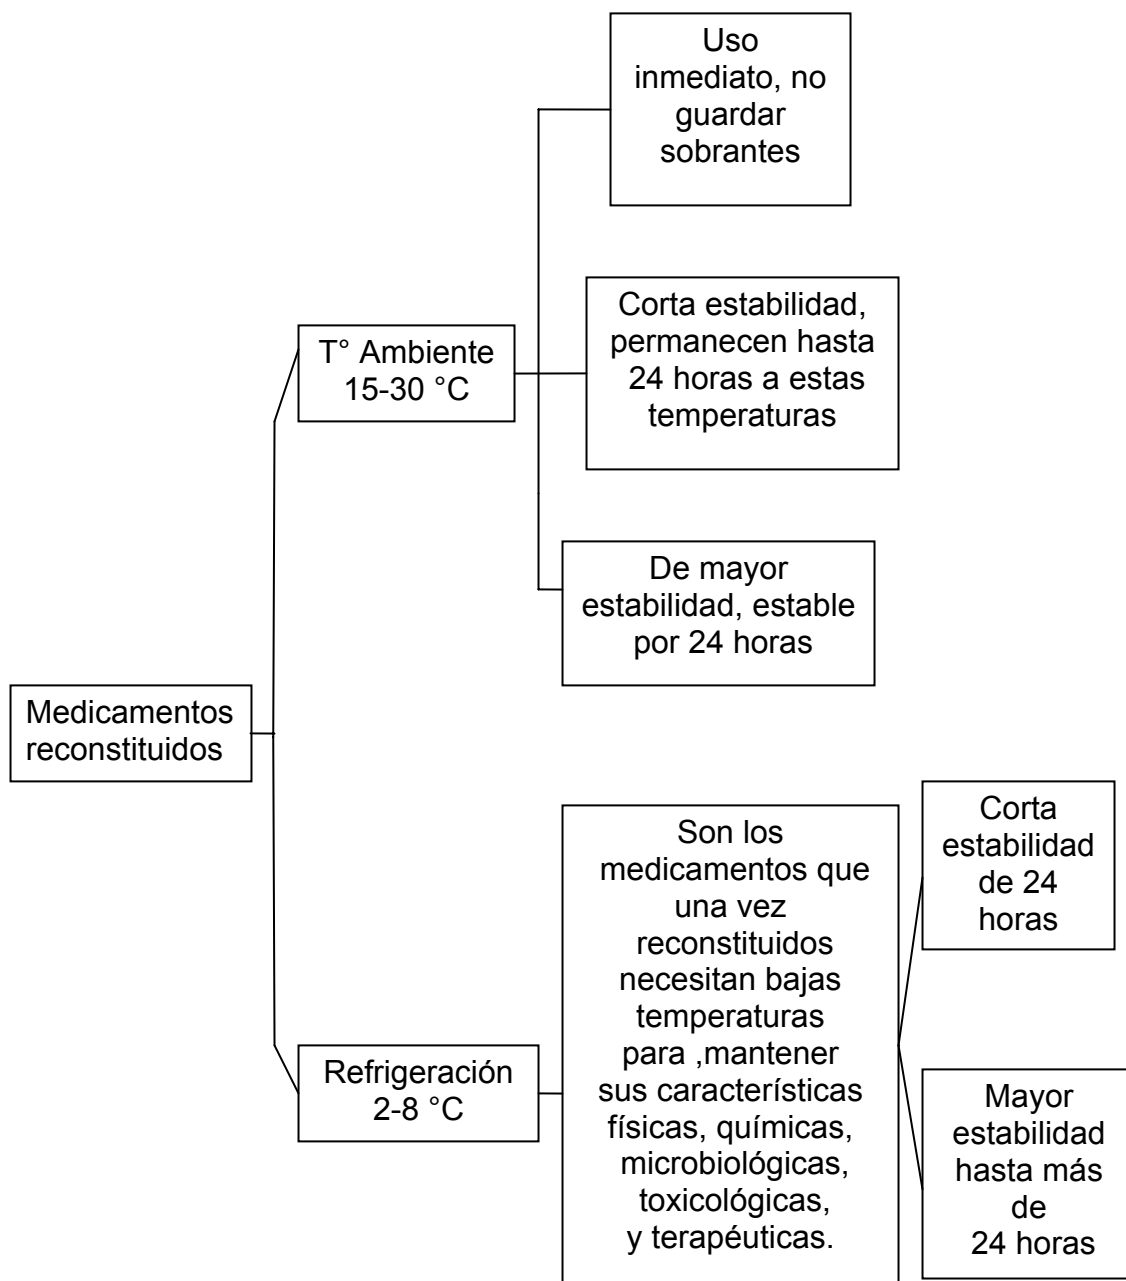 Uso
inmediato, no
guardar
sobrantes
Corta estabilidad,
permanecen hasta
24 horas a estas
temperaturas
T° Ambiente
15-30 °C
De mayor
estabilidad, estable
por 24 horas
Medicamentos
reconstituidos
Son los
medicamentos que
una vez
reconstituidos
necesitan bajas
temperaturas
para ,mantener
sus característícas
físicas, químicas,
microbiológicas,
toxicológicas,
y terapéuticas.
Corta
estabilidad
de 24
horas
Refrigeración
2-8 °C
Mayor
estabilidad
hasta más
de
24 horas